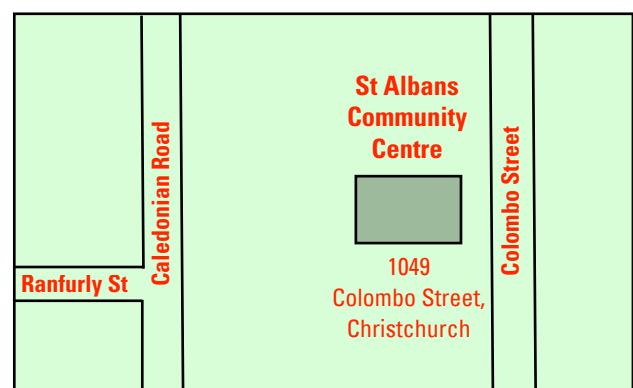 St Albans
Community
Centre
1049
Colombo Street,
Christchurch
Caledonian Road
Colombo Street
Ranfurly St